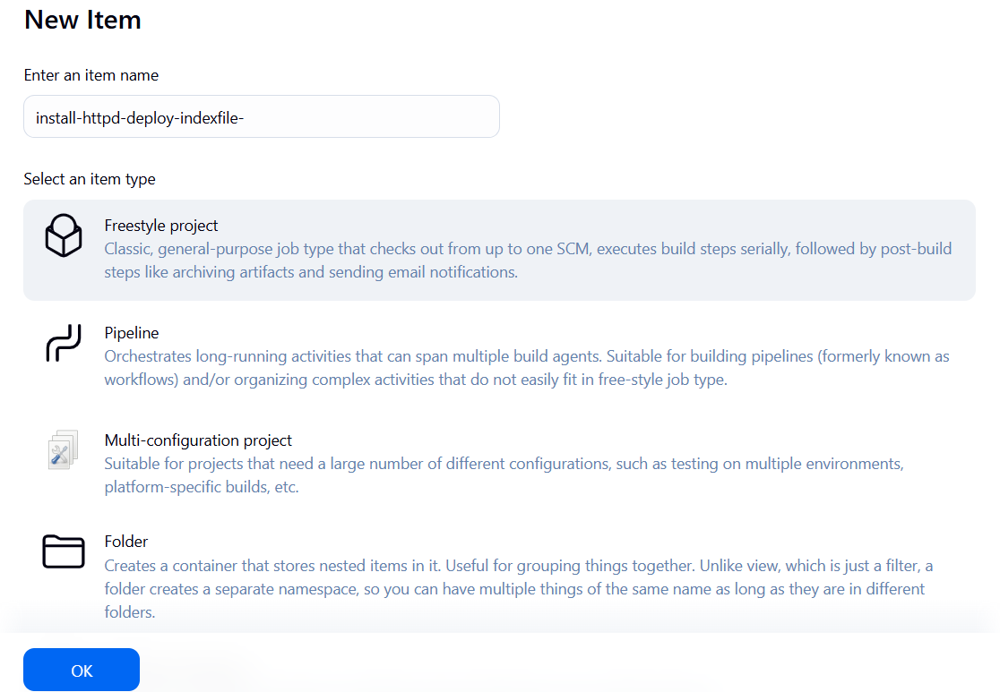 New Item
Enter an item name
install-httpd-deploy-indexfile-
Select an item type
Freestyle project
Classic, general-purpose job type that checks out from up to one SCM, executes build steps serially, followed by post-build
steps like archiving artifacts and sending email notifications.
Pipeline
Orchestrates long-running activities that can span multiple build agents. Suitable for building pipelines (formerly known as
workflows) and/or organizing complex activities that do not easily fit in free-style job type.
Multi-configuration project
Suitable for projects that need a large number of different configurations, such as testing on multiple environments,
platform-specific builds, etc.
Folder
Creates a container that stores nested items in it. Useful for grouping things together. Unlike view, which is just a filter, a
folder creates a separate namespace, so you can have multiple things of the same name as long as they are in different
folders.
OK